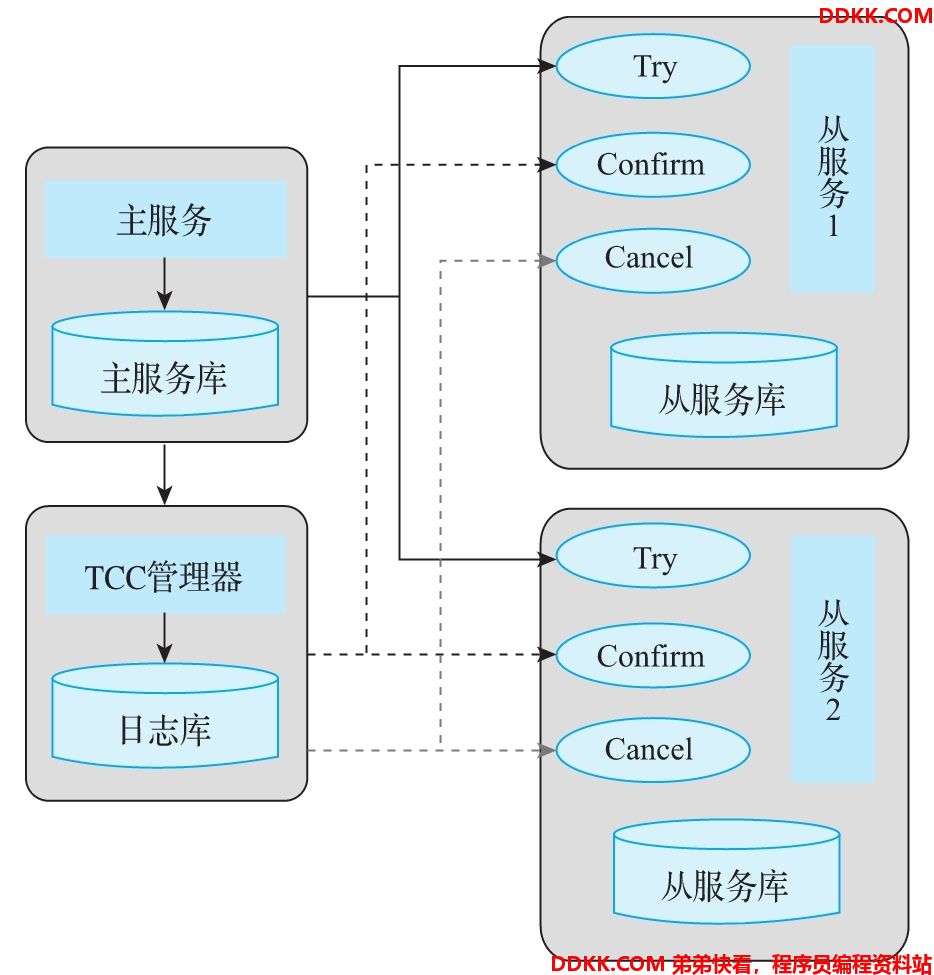 DDKK.COM
主服务
主服务库
TCC管理器
日志库
Try
Confirm
Cancel
从服务1
从服务库
Try
Confirm
Cancel
从服务2
从服务库
DDKK.COM 弟弟快看，程序员编程资料站